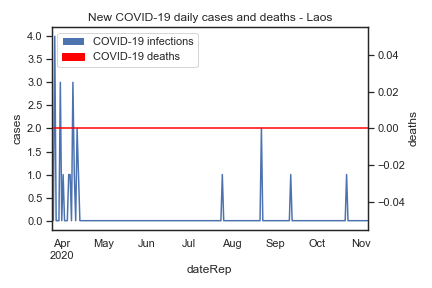 New COVID-19 daily cases and deaths - Laos
COVID-19 infections
COVID-19 deaths
4.0
3.5
3.0
2.5
2.0
1.5
1.0
0.5
0.0
cases
0.04
0.02
0.00
−0.02
−0.04
deaths
Apr May Jun Jul Aug Sep Oct Nov
2020
dateRep